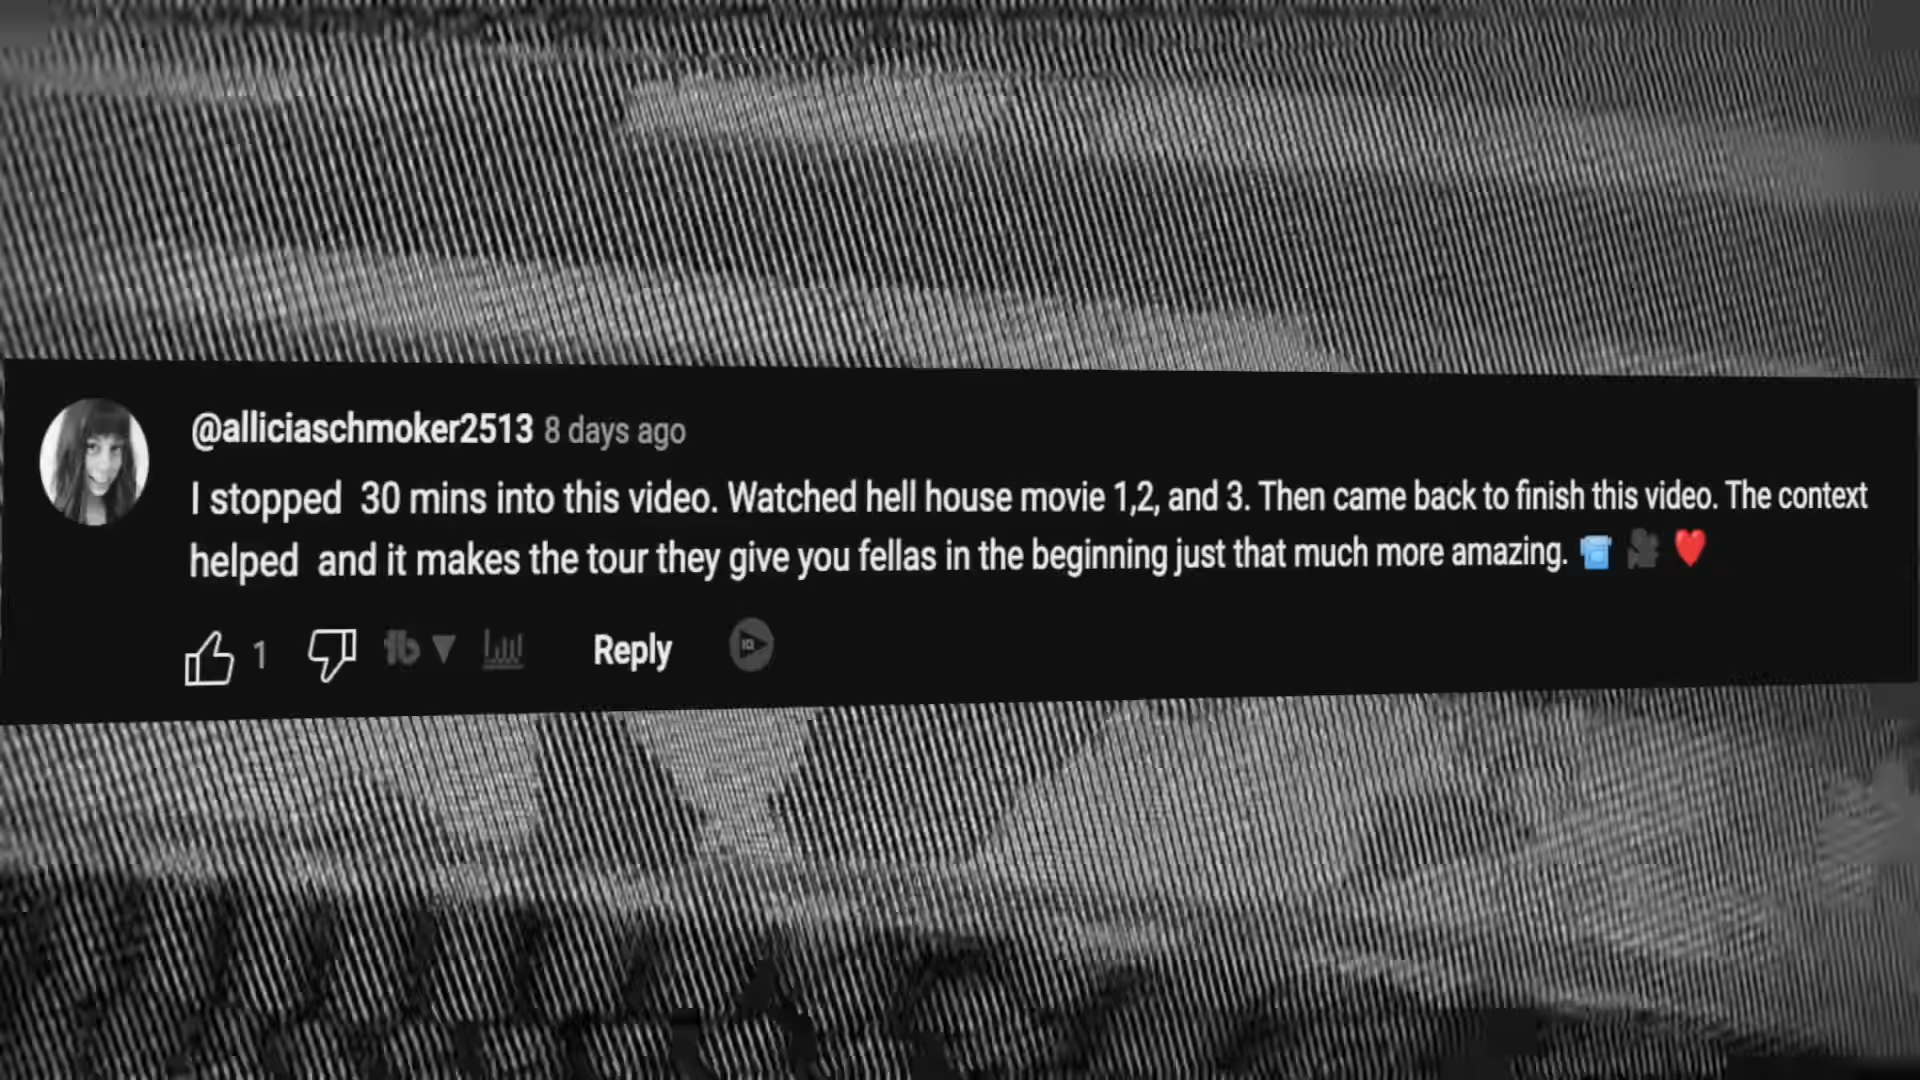 @alliciaschmoker2513 8 days ago
I stopped 30 mins into this video. Watched hell house movie 1,2, and 3. Then came back to finish this video. The context
helped and it makes the tour they give you fellas in the beginning just that much more amazing. 🗑️ 🎥 ❤️
1 Reply